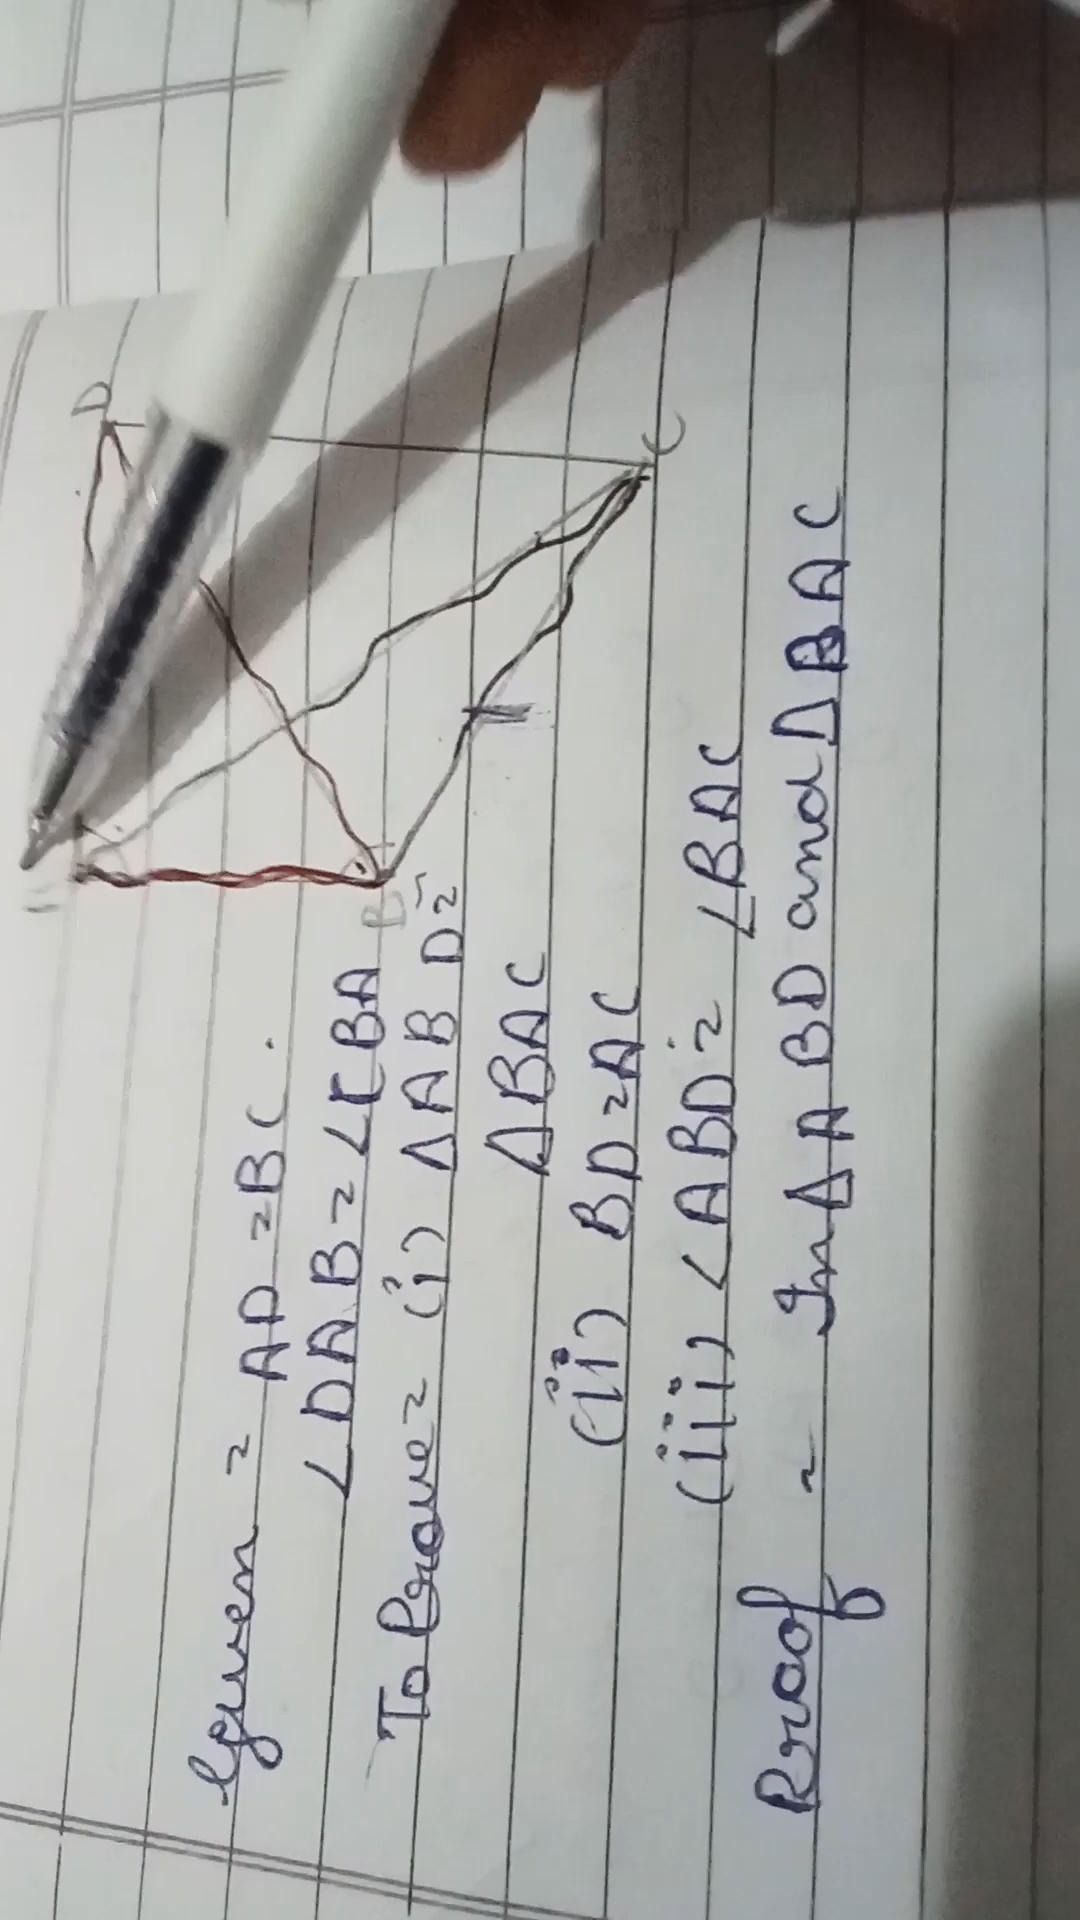 D
C
B
Given = AD = BC.
∠DAB = ∠CBA
To Prove = (i) ΔABD ≅
ΔBAC
(ii) BD = AC
(iii) ∠ABD = ∠BAC
Proof - In ΔABD and ΔBAC